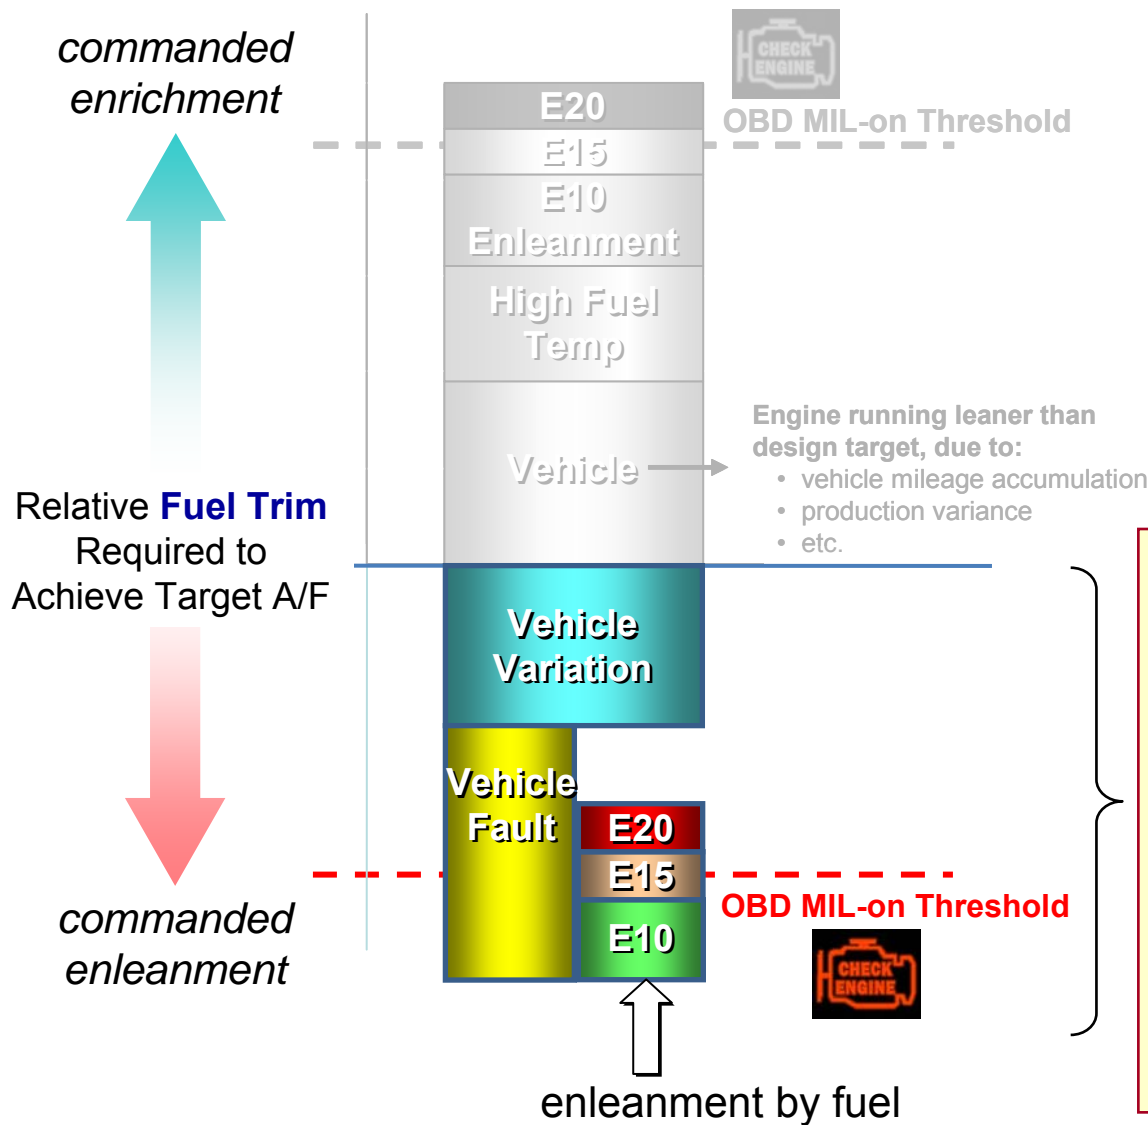 commanded
enrichment
CHECK
ENGINE
OBD MIL-on Threshold
E20
E15
E10
Enleanment
High Fuel
Temp
Vehicle
Engine running leaner than
design target, due to:
• vehicle mileage accumulation
• production variance
• etc.
Relative Fuel Trim
Required to
Achieve Target A/F
Vehicle
Variation
Vehicle
Fault
E20
E15
E10
OBD MIL-on Threshold
CHECK
ENGINE
commanded
enleanment
enleanment by fuel